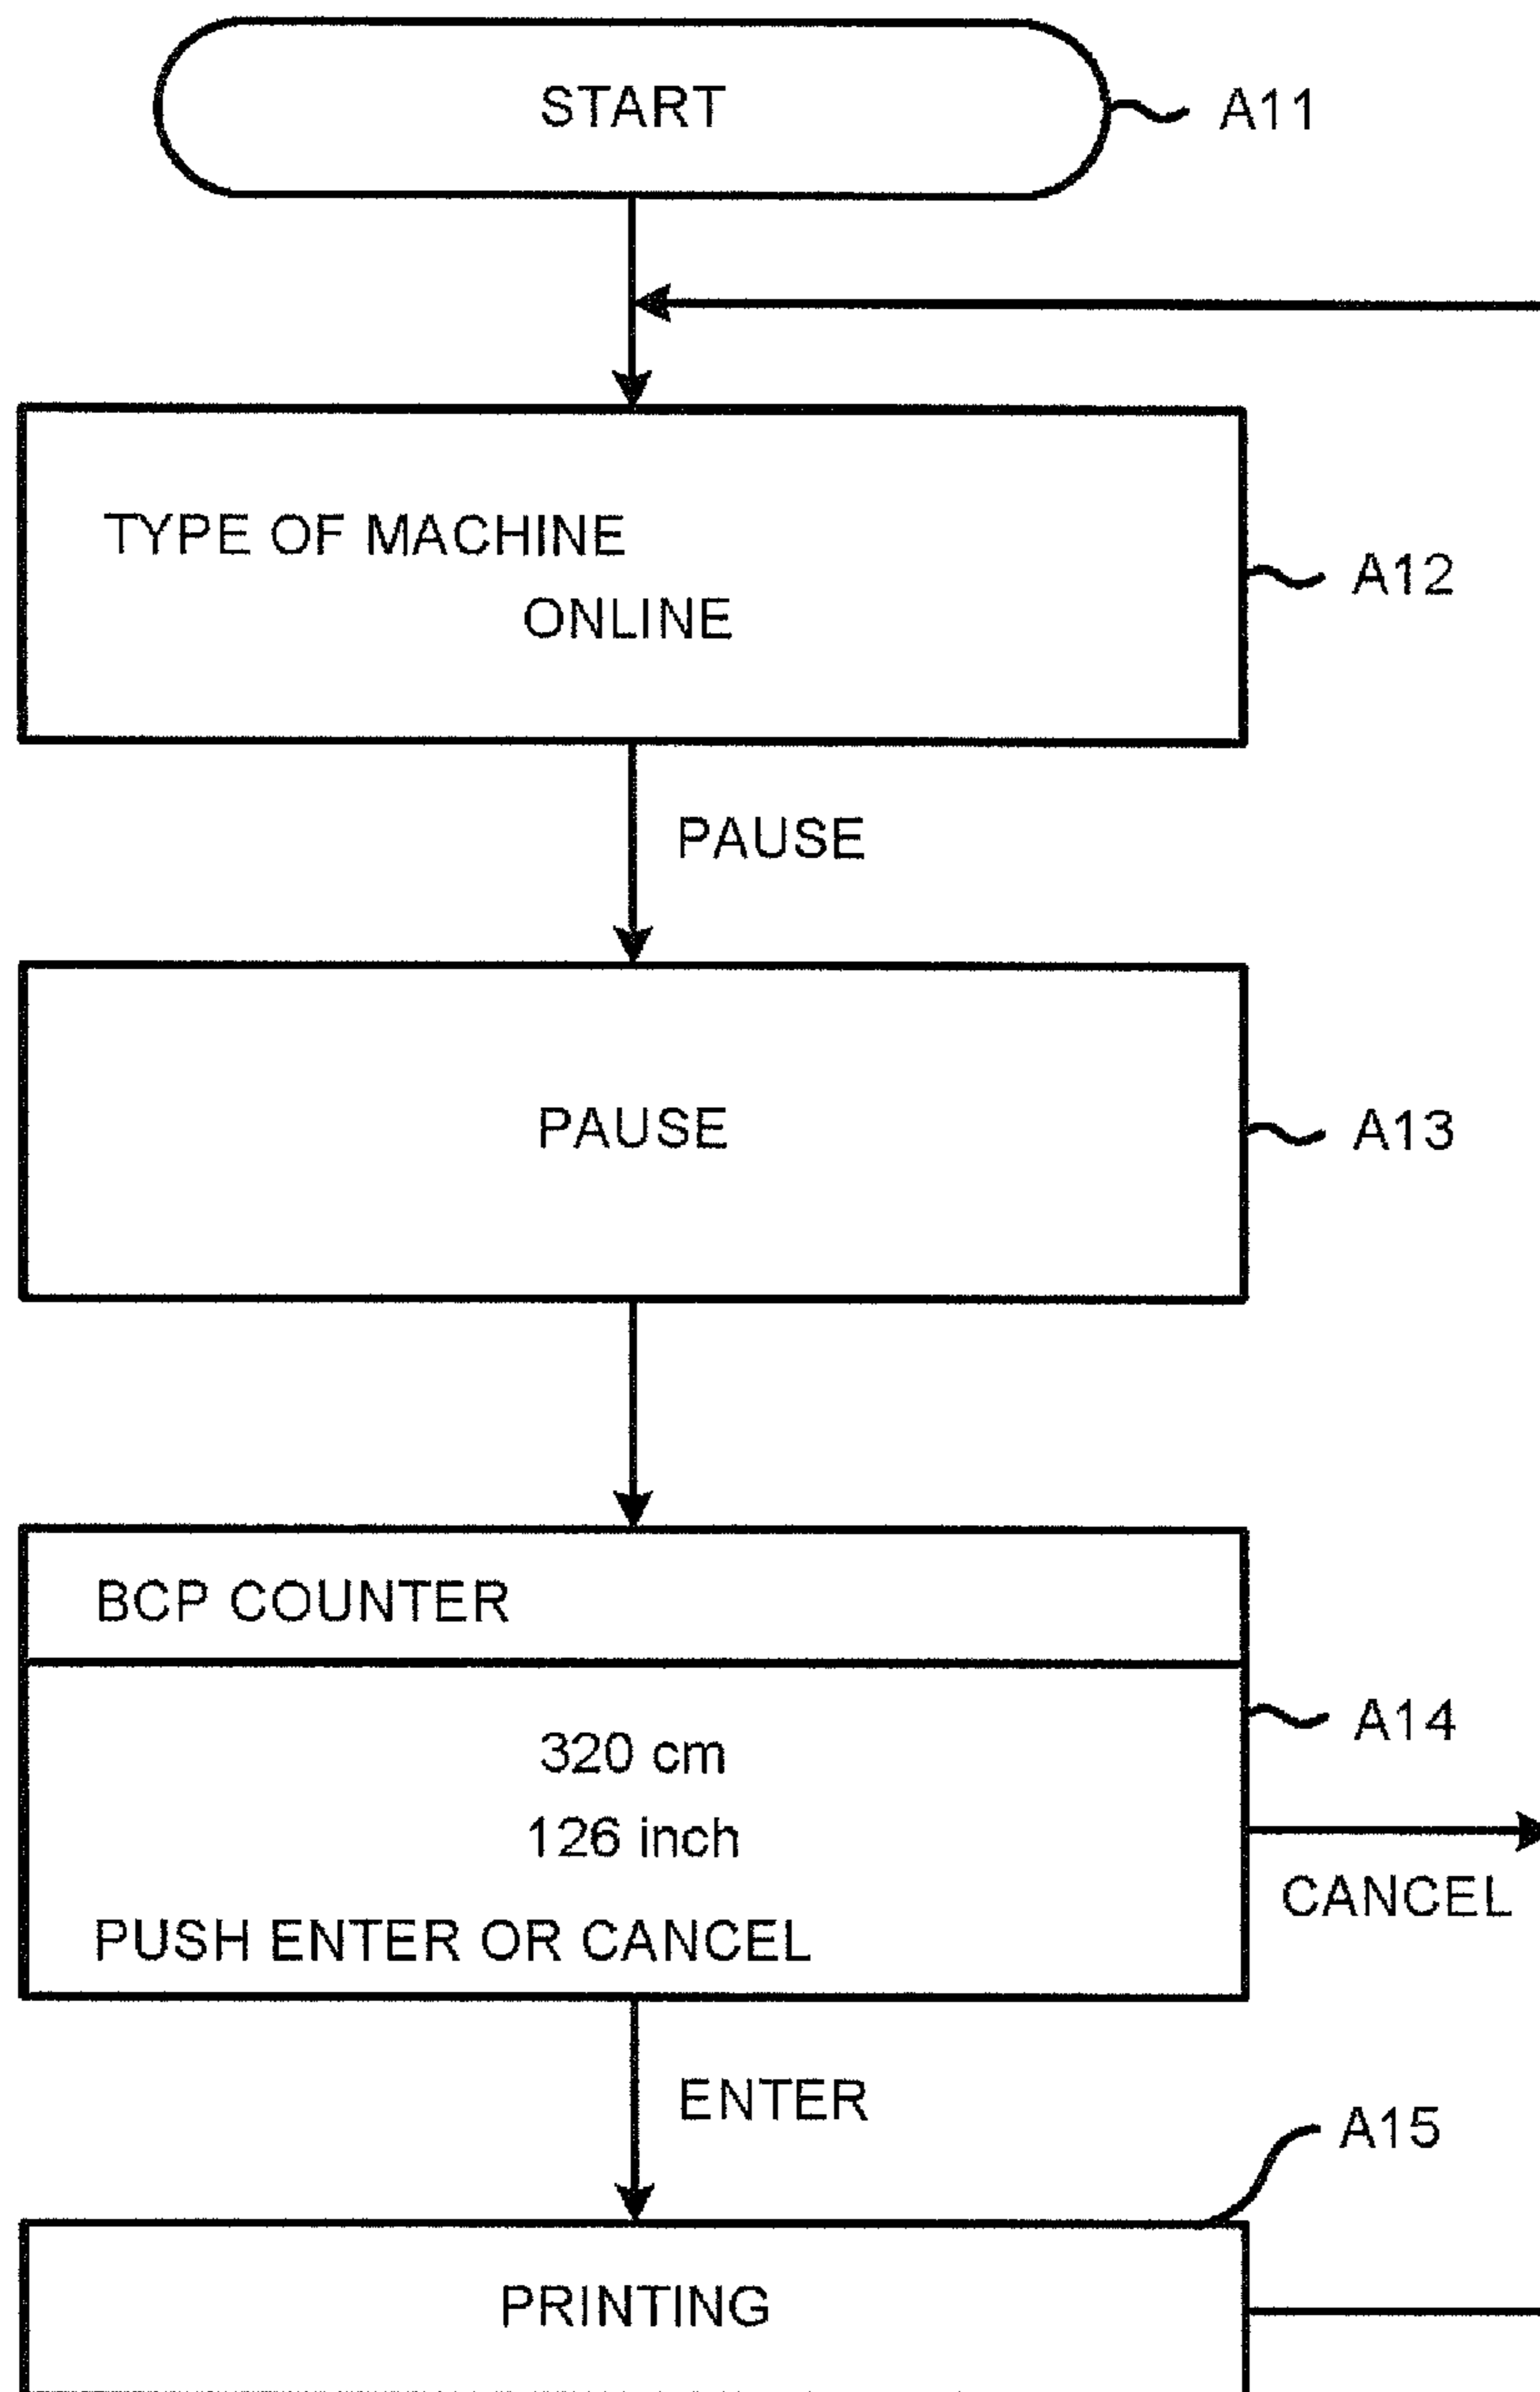 START
A11
TYPE OF MACHINE
ONLINE
A12
PAUSE
PAUSE
A13
BCP COUNTER
320 cm
126 inch
PUSH ENTER OR CANCEL
A14
CANCEL
ENTER
A15
PRINTING